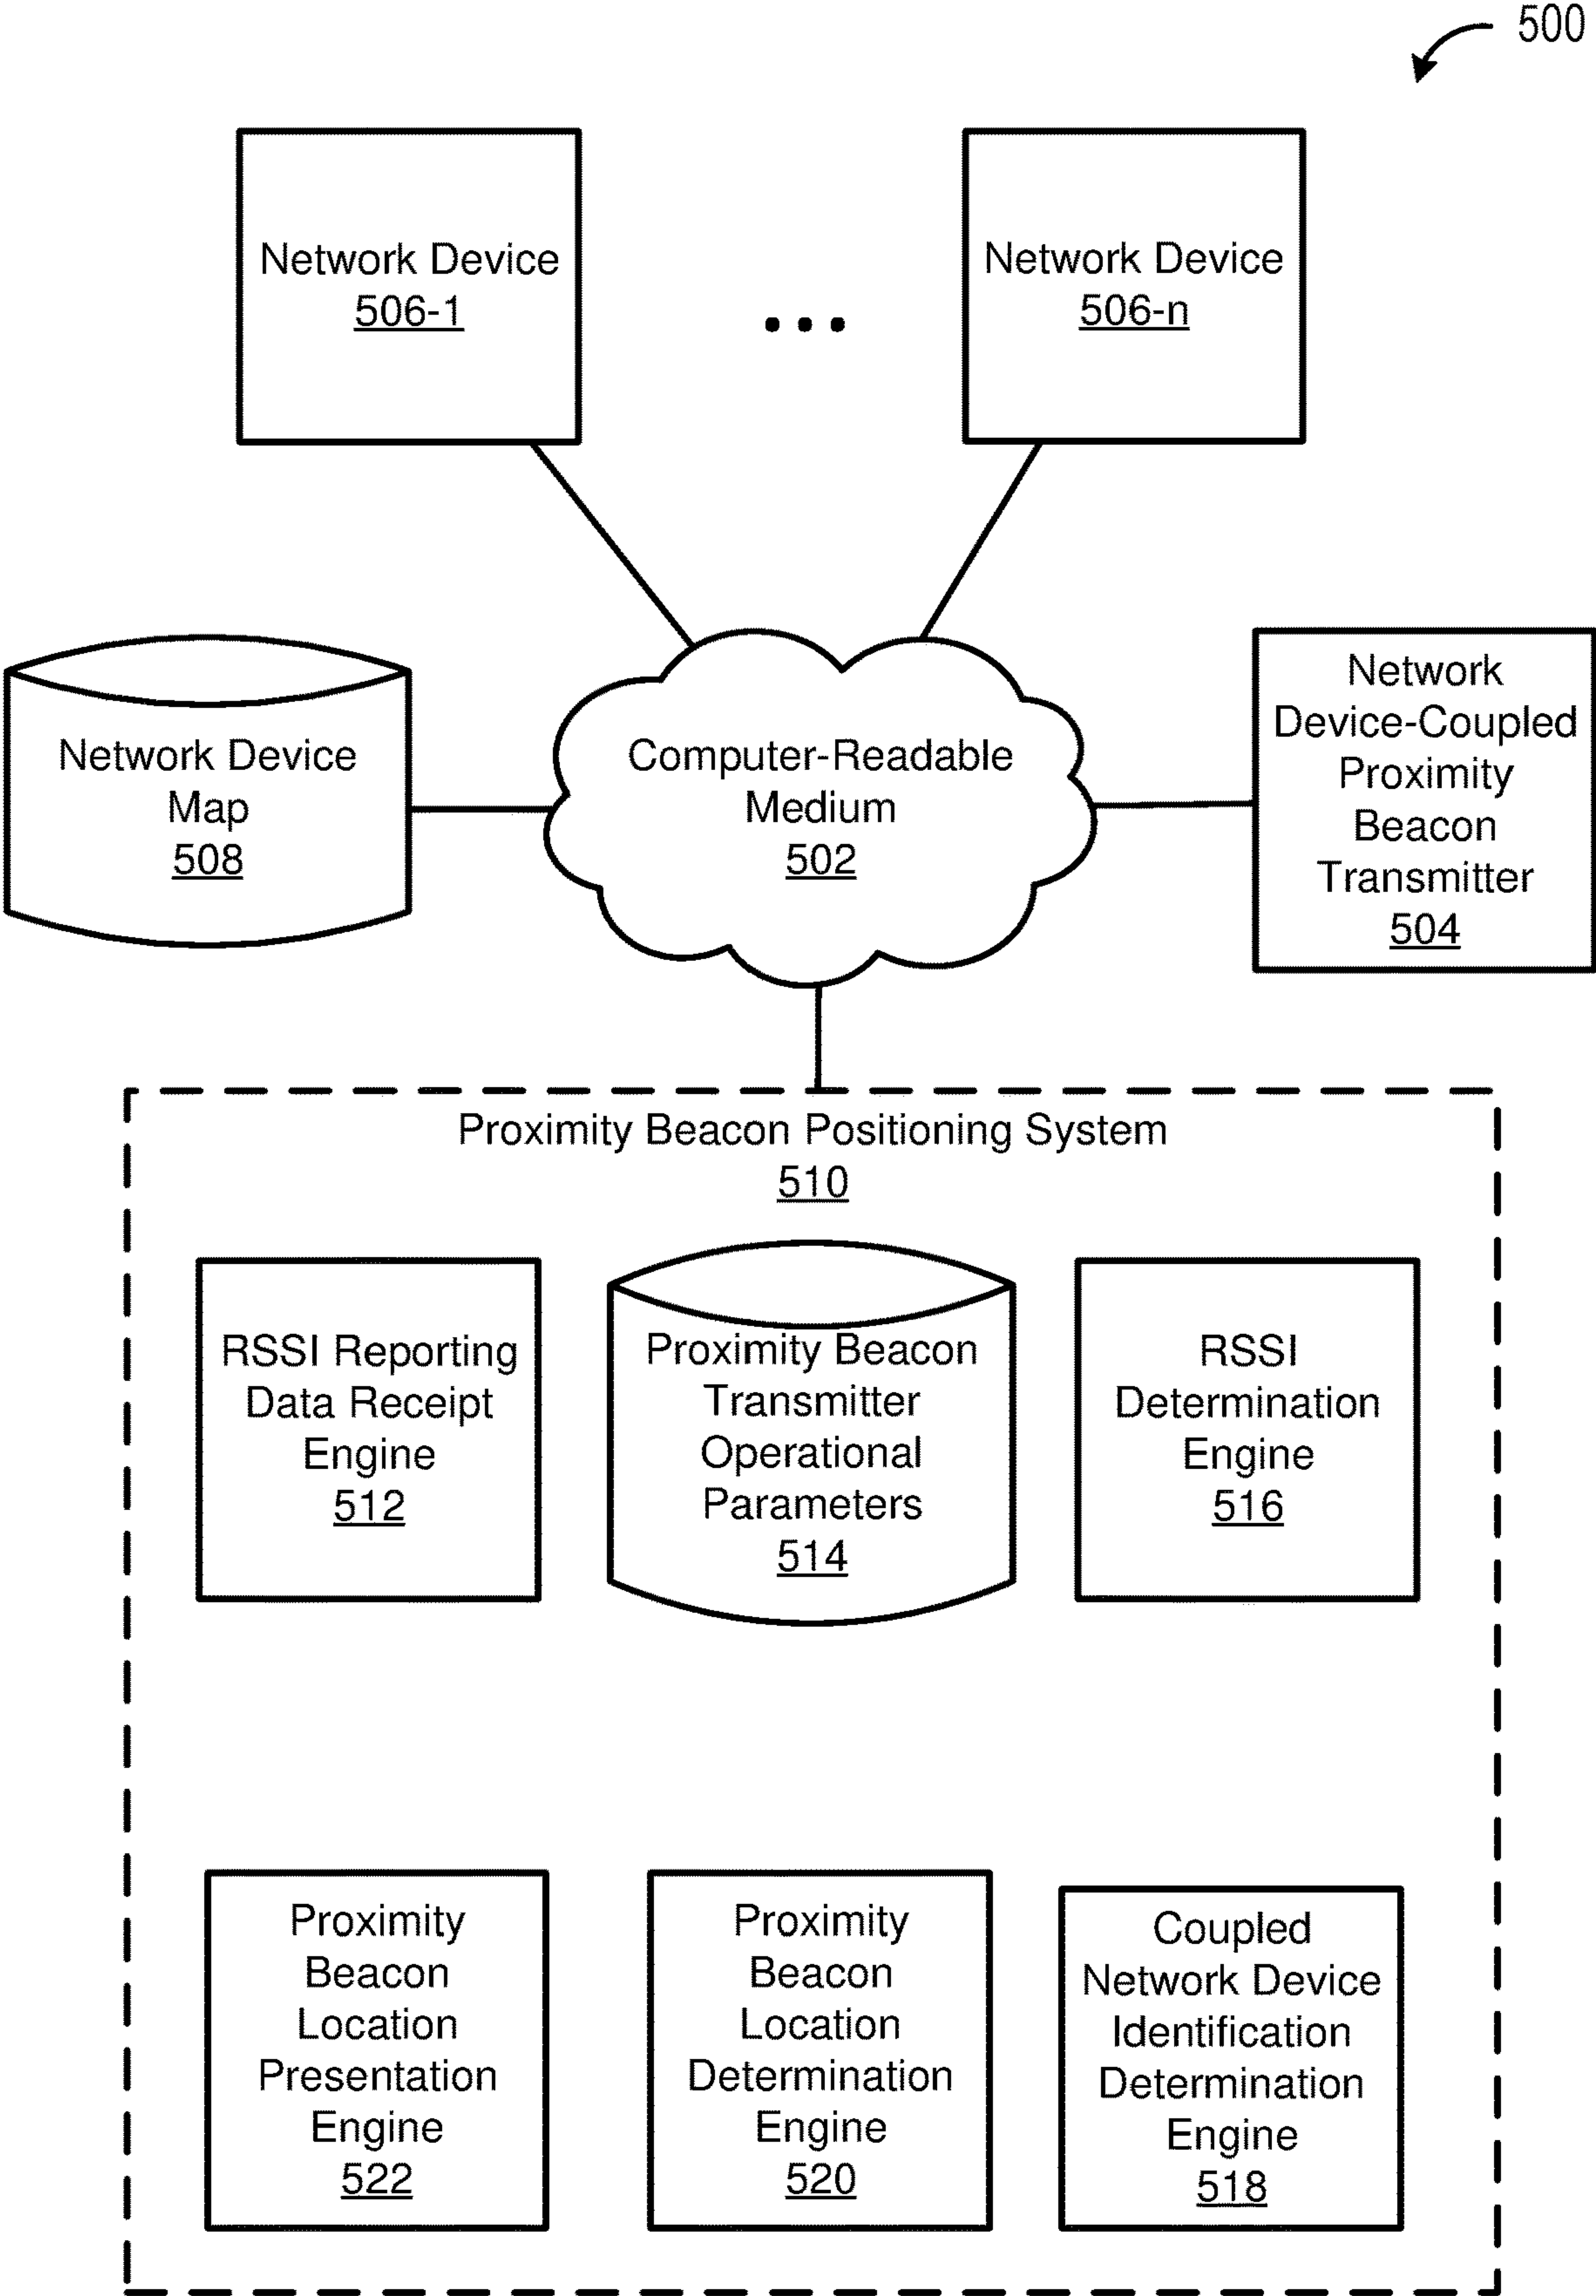 500
Network Device
506-1
...
Network Device
506-n
Network Device
Map
508
Computer-Readable
Medium
502
Network
Device-Coupled
Proximity
Beacon
Transmitter
504
Proximity Beacon Positioning System
510
RSSI Reporting
Data Receipt
Engine
512
Proximity Beacon
Transmitter
Operational
Parameters
514
RSSI
Determination
Engine
516
Proximity
Beacon
Location
Presentation
Engine
522
Proximity
Beacon
Location
Determination
Engine
520
Coupled
Network Device
Identification
Determination
Engine
518